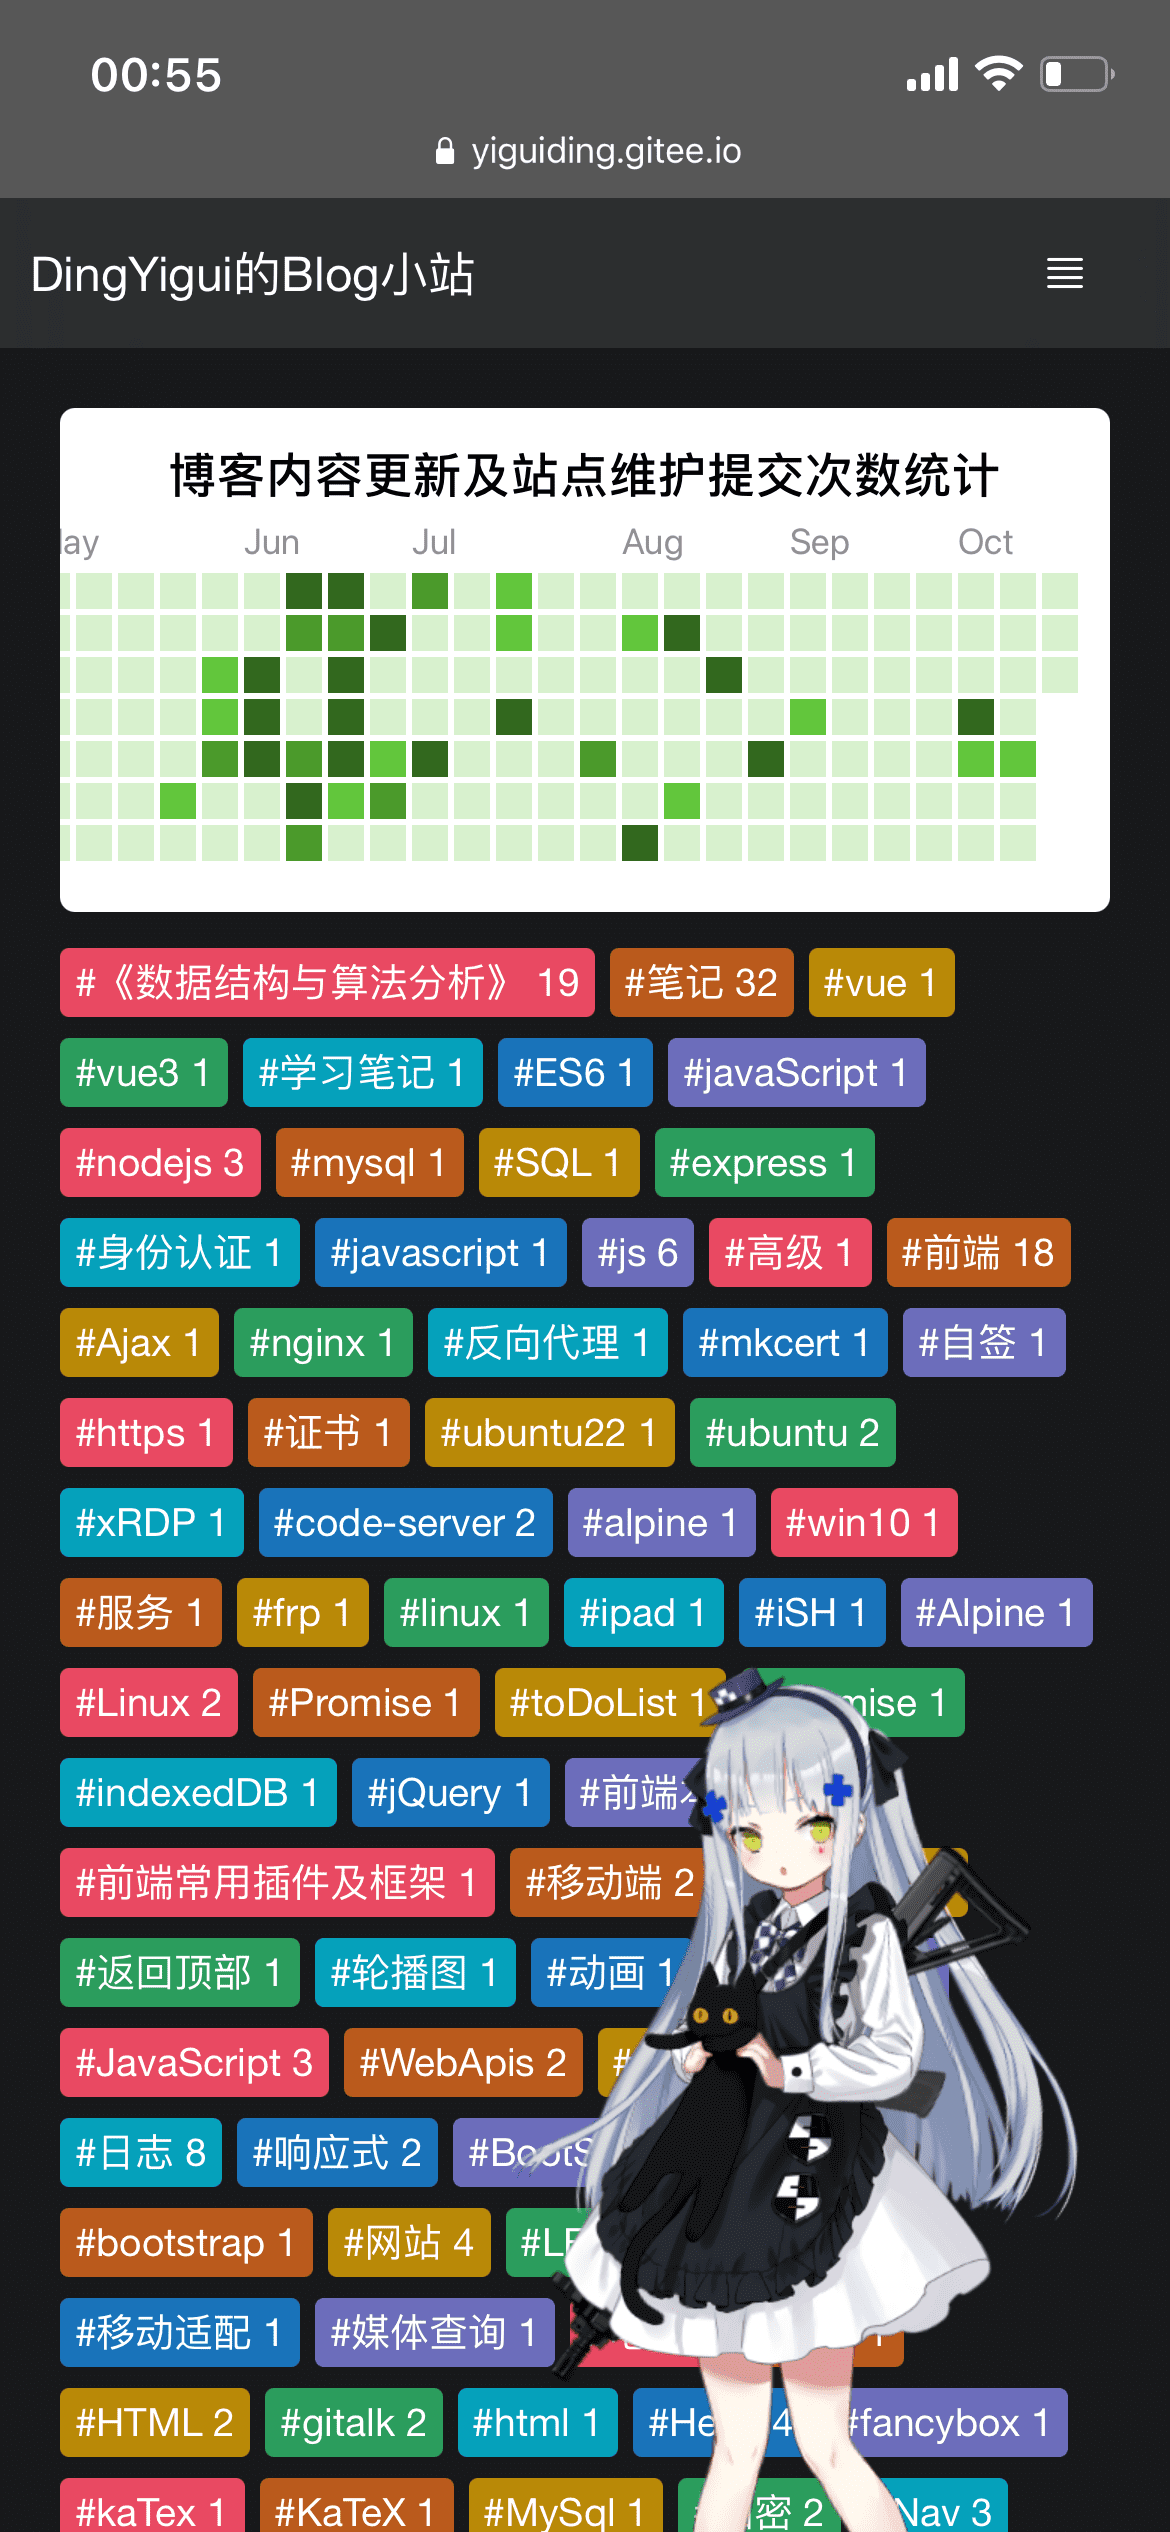 00:55
yiguiding.gitee.io
DingYigui的Blog小站
博客内容更新及站点维护提交次数统计
Jun Jul Aug Sep Oct
#《数据结构与算法分析》 19 #笔记 32 #vue 1
#vue3 1 #学习笔记 1 #ES6 1 #javaScript 1
#nodejs 3 #mysql 1 #SQL 1 #express 1
#身份认证 1 #javascript 1 #js 6 #高级 1 #前端 18
#Ajax 1 #nginx 1 #反向代理 1 #mkcert 1 #自签 1
#https 1 #证书 1 #ubuntu22 1 #ubuntu 2
#xRDP 1 #code-server 2 #alpine 1 #win10 1
#服务 1 #frp 1 #linux 1 #ipad 1 #iSH 1 #Alpine 1
#Linux 2 #Promise 1 #toDoList 1 mise 1
#indexedDB 1 #jQuery 1 #前端
#前端常用插件及框架 1 #移动端 2
#返回顶部 1 #轮播图 1 #动画 1
#JavaScript 3 #WebApis 2 #
#日志 8 #响应式 2 #BootS
#bootstrap 1 #网站 4
#移动适配 1 #媒体查询 1
#HTML 2 #gitalk 2 #html 1 #He 4 #fancybox 1
#kaTex 1 #KaTeX 1 #MySql 1 密 2 Nav 3